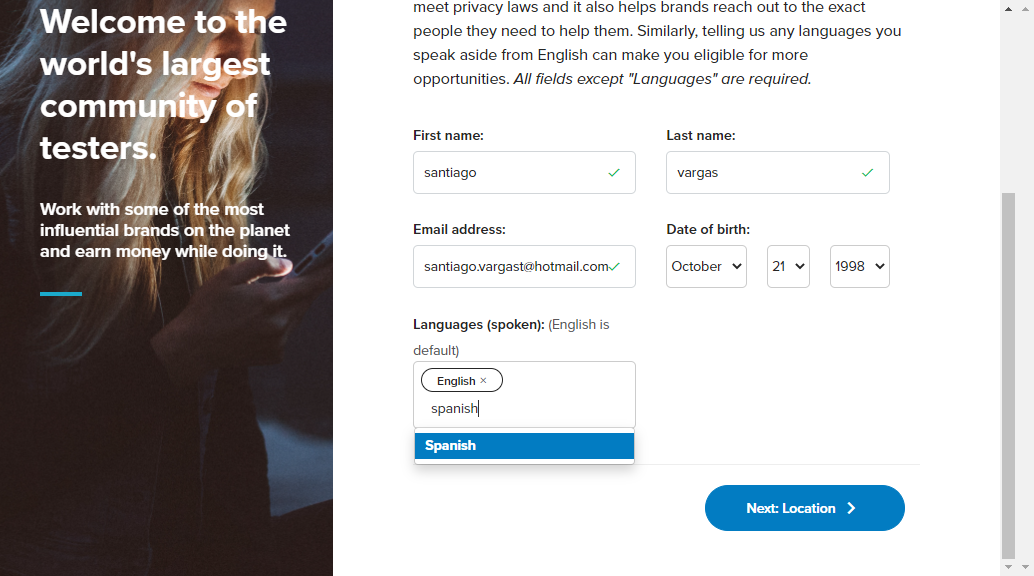 Welcome to the
world's largest
community of
testers.
Work with some of the most
influential brands on the planet
and earn money while doing it.
meet privacy laws and it also helps brands reach out to the exact
people they need to help them. Similarly, telling us any languages you
speak aside from English can make you eligible for more
opportunities. All fields except "Languages" are required.
First name:
Last name:
santiago
vargas
Email address:
Date of birth:
santiago.vargast@hotmail.com
October
21
1998
Languages (spoken): (English is
default)
English ×
spanish
Spanish
Next: Location